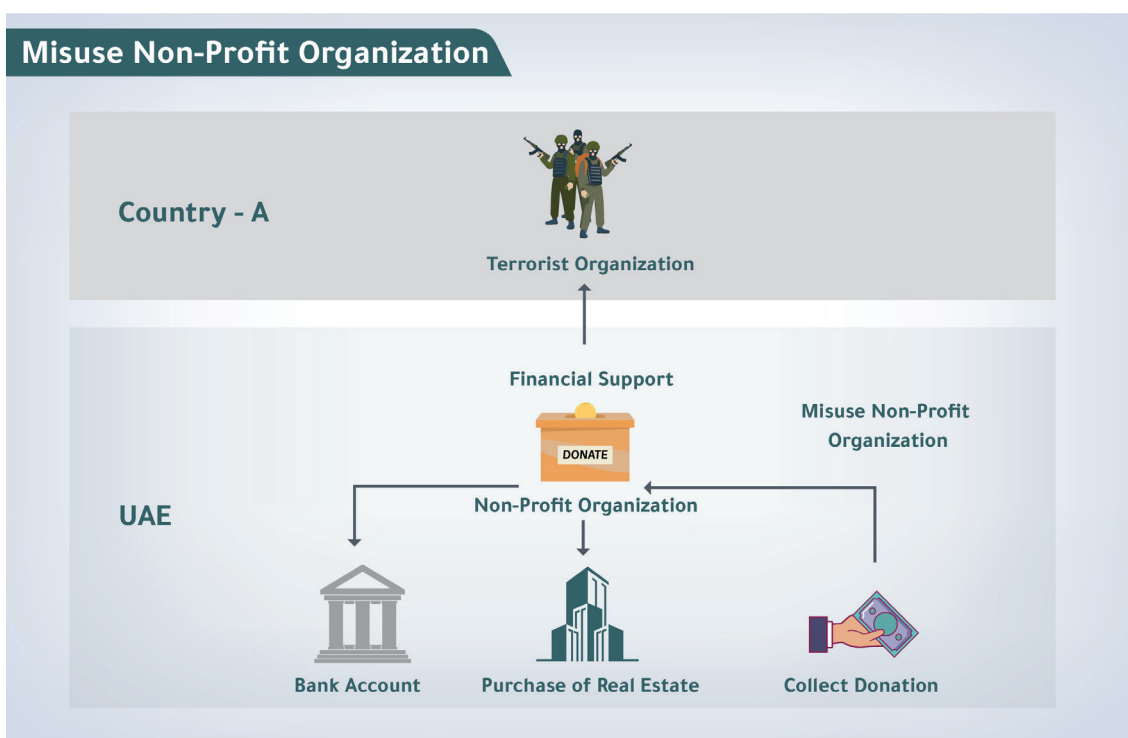 Misuse Non-Profit Organization
Country - A
Terrorist Organization
Financial Support
Misuse Non-Profit
Organization
DONATE
Non-Profit Organization
UAE
Bank Account
Purchase of Real Estate
Collect Donation